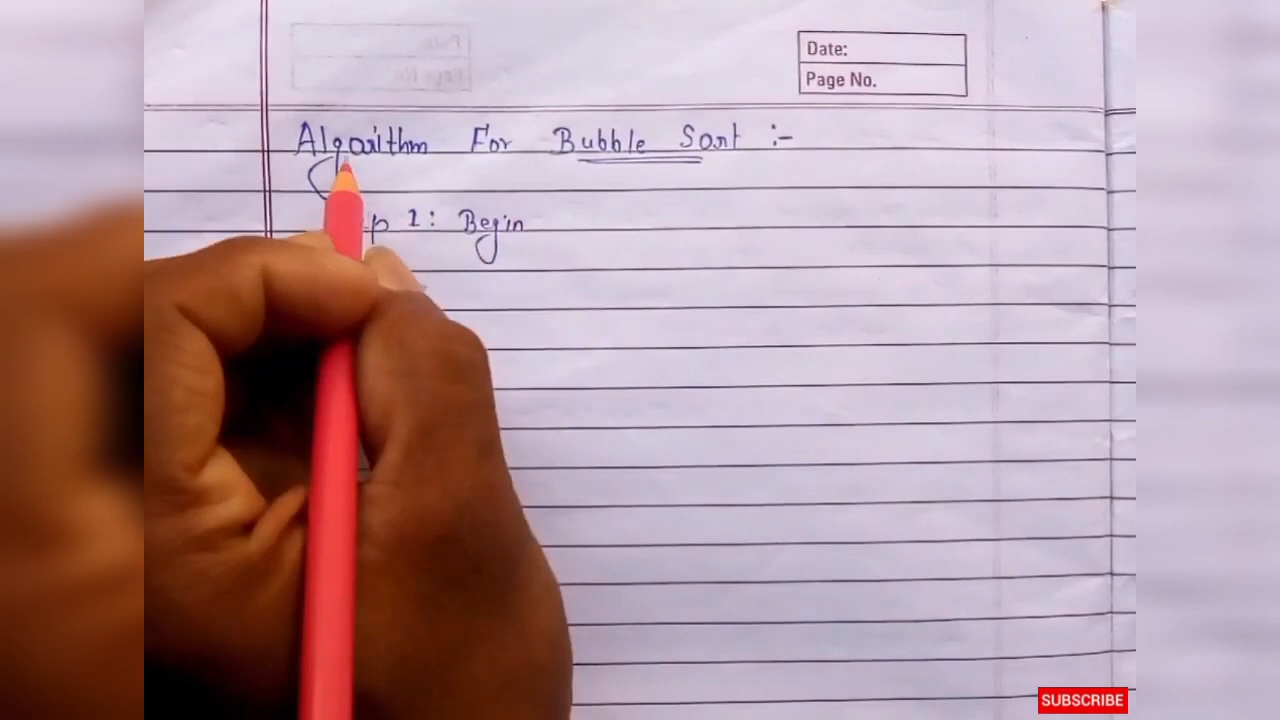 Date:
Page No.
Algorithm For Bubble Sort :-
1: Begin
SUBSCRIBE